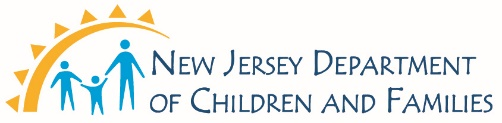 New Jersey Department
of Children and Families